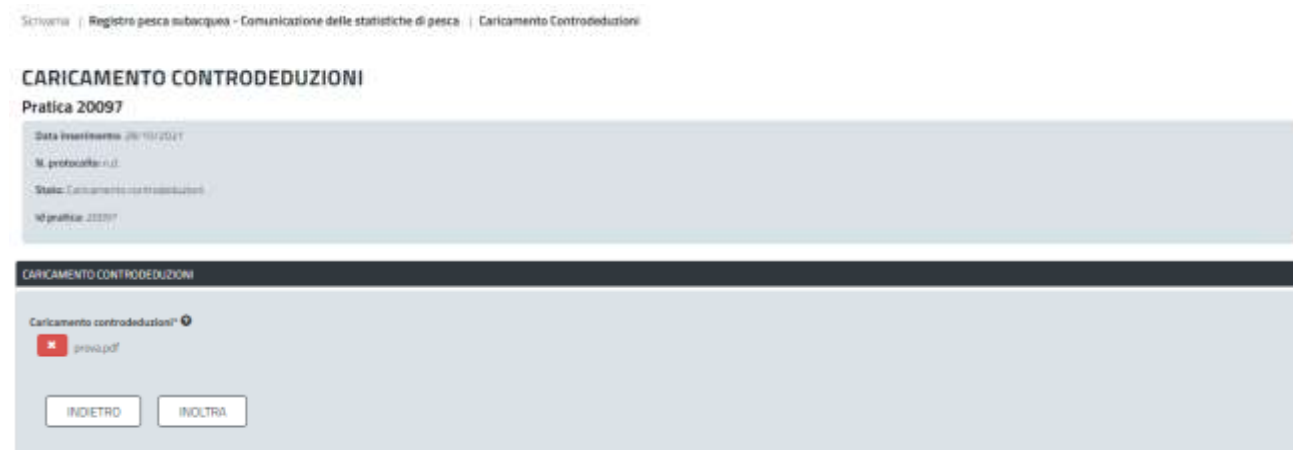 Scrivania | Registro pesca subacquea - Comunicazione delle statistiche di pesca | Caricamento Controdeduzioni
CARICAMENTO CONTRODEDUZIONI
Pratica 20097
Data inserimento: 28/10/2021
N. protocollo: n.d.
Stato: Caricamento controdeduzioni
Id pratica: 20097
CARICAMENTO CONTRODEDUZIONI
Caricamento controdeduzioni*
prova.pdf
INDIETRO INOLTRA